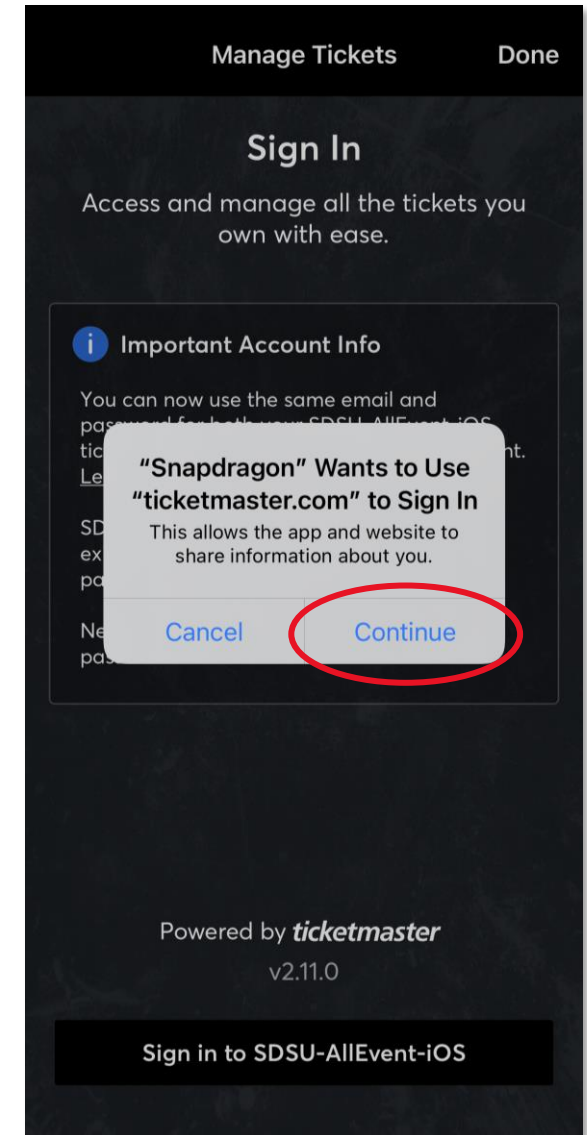 Manage Tickets Done
Sign In
Access and manage all the tickets you
own with ease.
i Important Account Info
You can now use the same email and
“Snapdragon” Wants to Use
“ticketmaster.com” to Sign In
This allows the app and website to
share information about you.
Cancel Continue
Powered by ticketmaster
v2.11.0
Sign in to SDSU-AllEvent-iOS